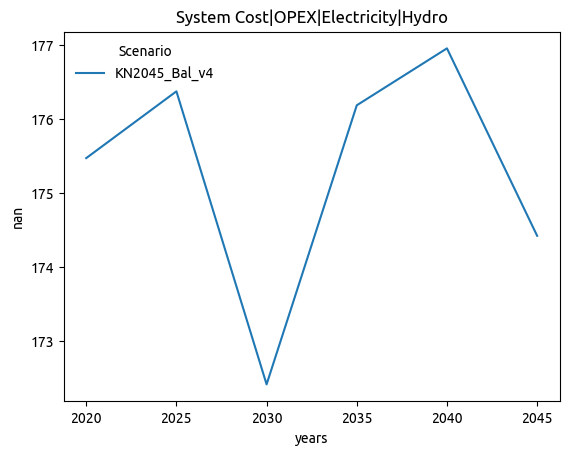 System Cost|OPEX|Electricity|Hydro
Scenario
KN2045_Bal_v4
177
176
175
174
173
nan
2020 2025 2030 2035 2040 2045
years